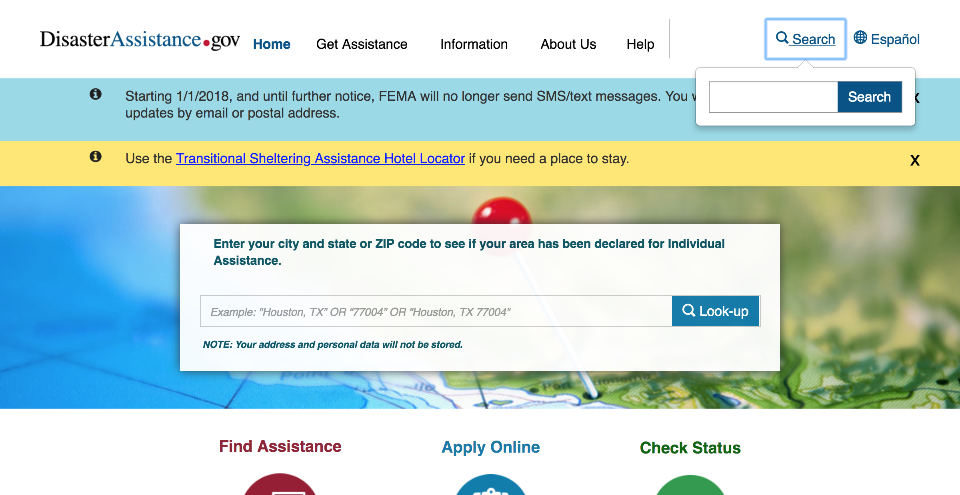 DisasterAssistance.gov
Home Get Assistance Information About Us Help Search Español
Search
Starting 1/1/2018, and until further notice, FEMA will no longer send SMS/text messages. You
updates by email or postal address.
X
Use the Transitional Sheltering Assistance Hotel Locator if you need a place to stay.
X
Enter your city and state or ZIP code to see if your area has been declared for Individual
Assistance.
Example: "Houston, TX" OR "77004" OR "Houston, TX 77004"
Look-up
NOTE: Your address and personal data will not be stored.
Find Assistance Apply Online Check Status